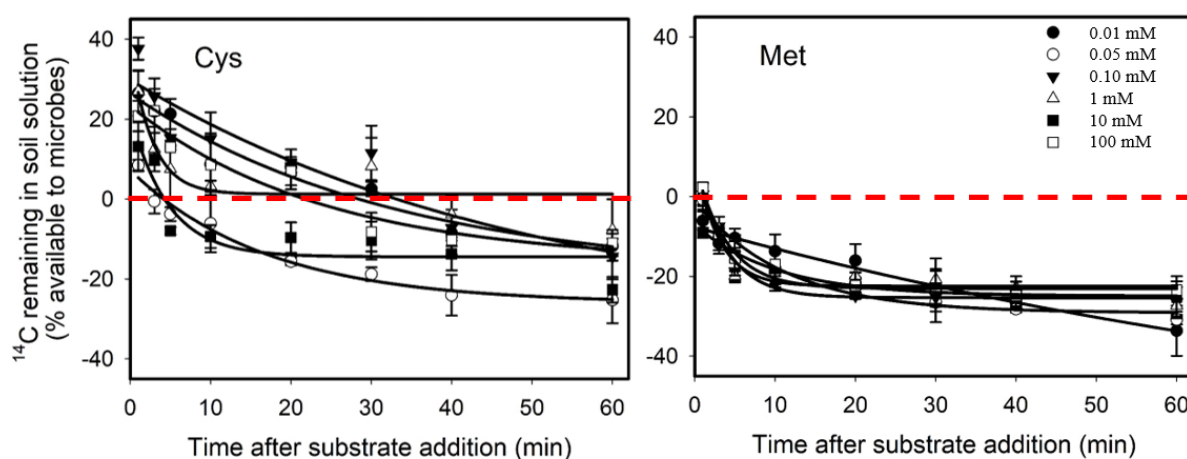 ¹⁴C remaining in soil solution
(% available to microbes)
40
20
0
-20
-40
Cys
0
10
20
30
40
50
60
Time after substrate addition (min)
40
20
0
-20
-40
Met
0.01 mM
0.05 mM
0.10 mM
1 mM
10 mM
100 mM
0
10
20
30
40
50
60
Time after substrate addition (min)